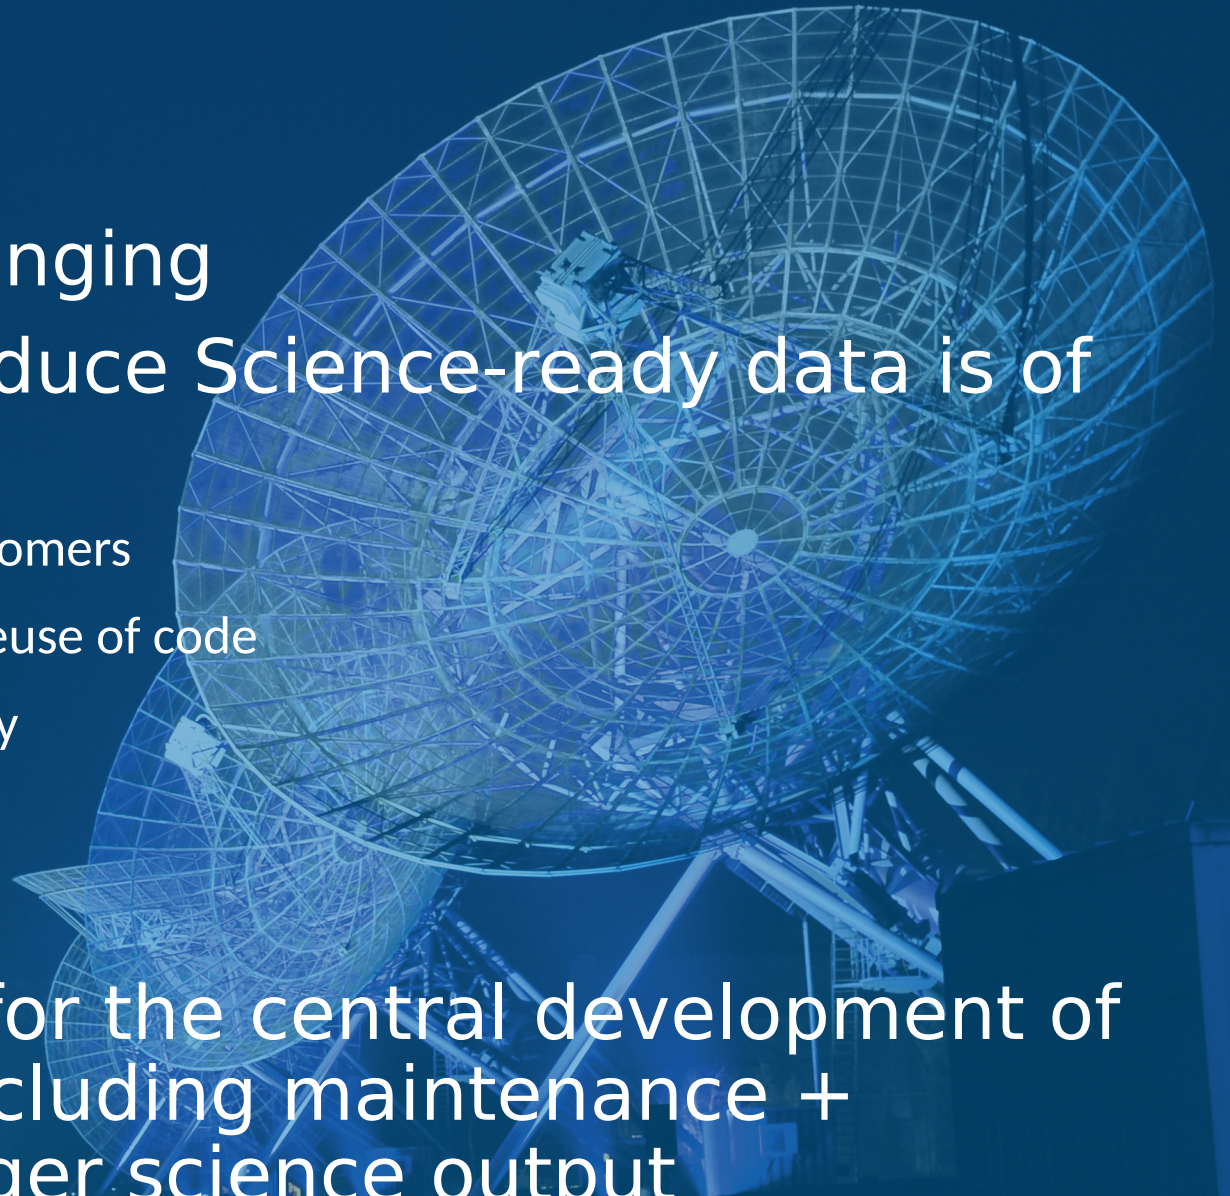 nging
duce Science-ready data is of
omers
euse of code
y
for the central development of
cluding maintenance +
ger science output